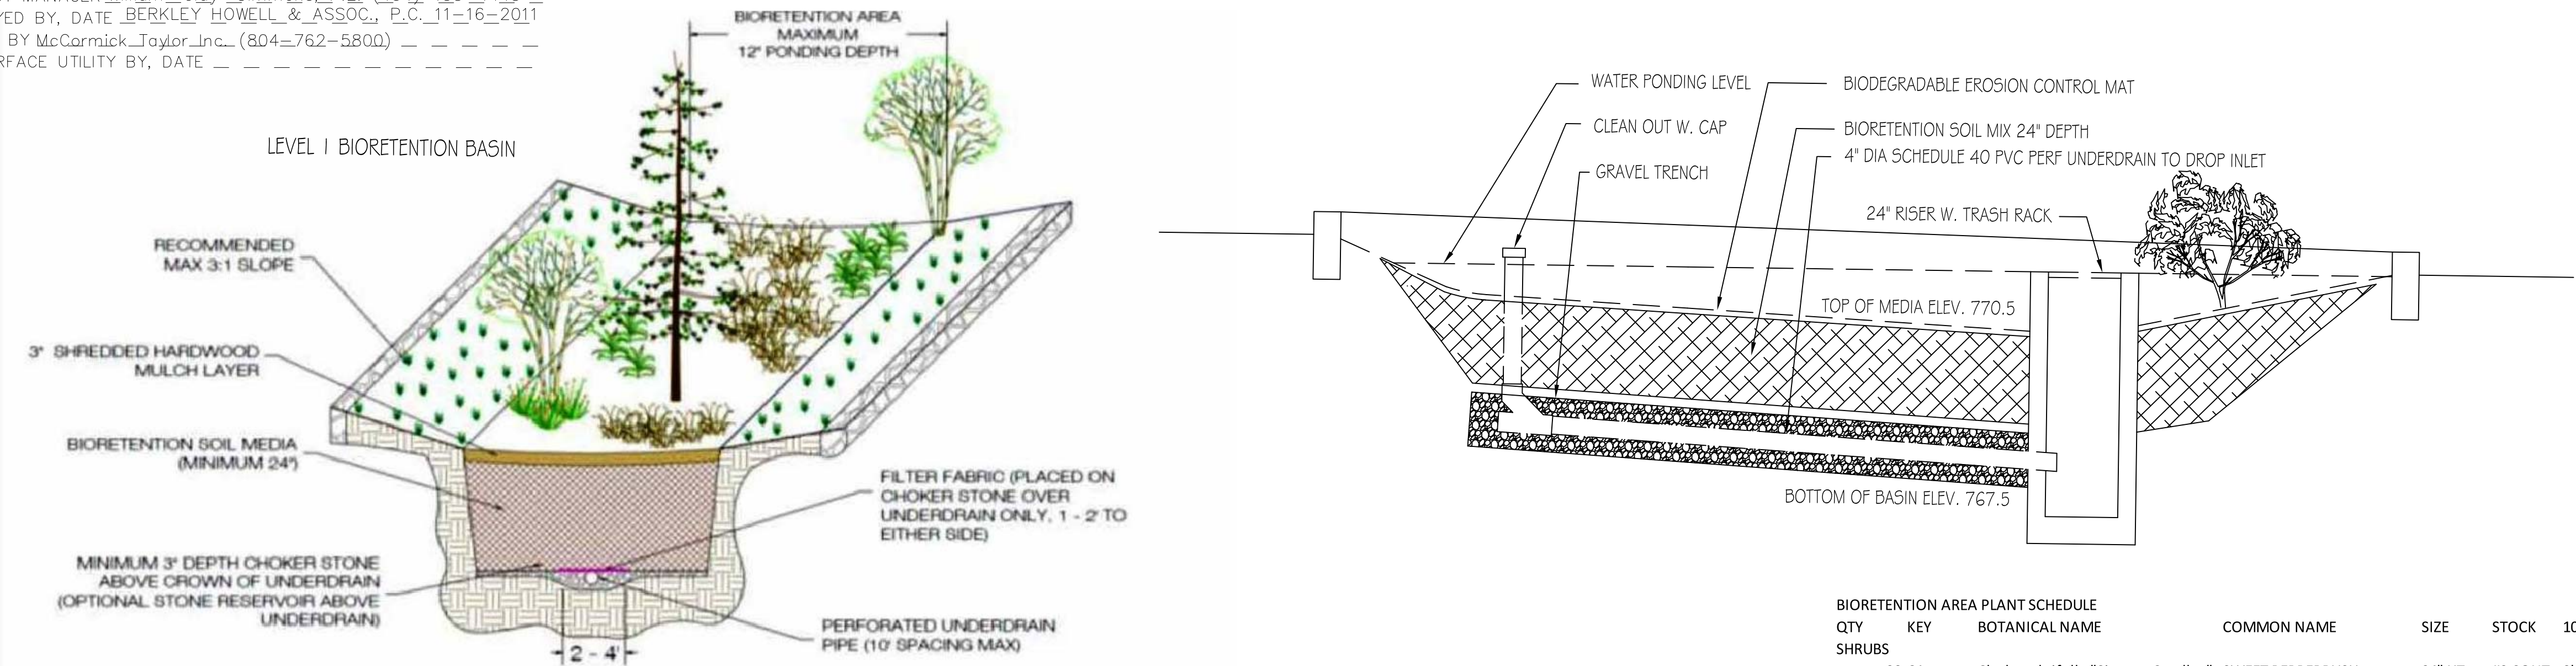 YED BY, DATE BERKLEY HOWELL & ASSOC., P.C. 11-16-2011
BY McCormick Taylor Inc. (804-762-5800)
RFACE UTILITY BY, DATE
BIORETENTION AREA
MAXIMUM
12" PONDING DEPTH
LEVEL 1 BIORETENTION BASIN
RECOMMENDED
MAX 3:1 SLOPE
3" SHREDDED HARDWOOD
MULCH LAYER
BIORETENTION SOIL MEDIA
(MINIMUM 24")
MINIMUM 3" DEPTH CHOKER STONE
ABOVE CROWN OF UNDERDRAIN
(OPTIONAL STONE RESERVOIR ABOVE
UNDERDRAIN)
FILTER FABRIC (PLACED ON
CHOKER STONE OVER
UNDERDRAIN ONLY, 1 - 2' TO
EITHER SIDE)
PERFORATED UNDERDRAIN
PIPE (10' SPACING MAX)
2 - 4'
WATER PONDING LEVEL
CLEAN OUT W. CAP
GRAVEL TRENCH
BIODEGRADABLE EROSION CONTROL MAT
BIORETENTION SOIL MIX 24" DEPTH
4" DIA SCHEDULE 40 PVC PERF UNDERDRAIN TO DROP INLET
24" RISER W. TRASH RACK
TOP OF MEDIA ELEV. 770.5
BOTTOM OF BASIN ELEV. 767.5
BIORETENTION AREA PLANT SCHEDULE
QTY KEY BOTANICAL NAME COMMON NAME SIZE STOCK 10
SHRUBS